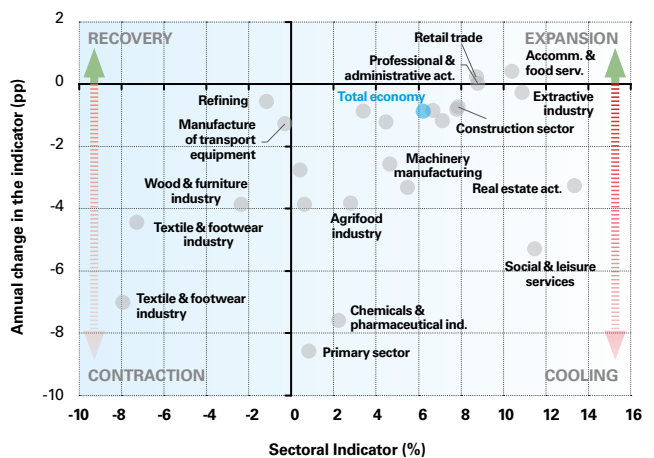 2
0
-2
-4
-6
-8
-10
Annual change in the indicator (pp)
RECOVERY
EXPANSION
Retail trade
Professional &
administrative act.
Accomm. &
food serv.
Refining
Total economy
Extractive
industry
Manufacture
of transport
equipment
Construction sector
Machinery
manufacturing
Wood & furniture
industry
Real estate act.
Textile & footwear
industry
Agrifood
industry
Social & leisure
services
Textile & footwear
industry
Chemicals &
pharmaceutical ind.
Primary sector
CONTRACTION
COOLING
-10 -8 -6 -4 -2 0 2 4 6 8 10 12 14 16
Sectoral Indicator (%)